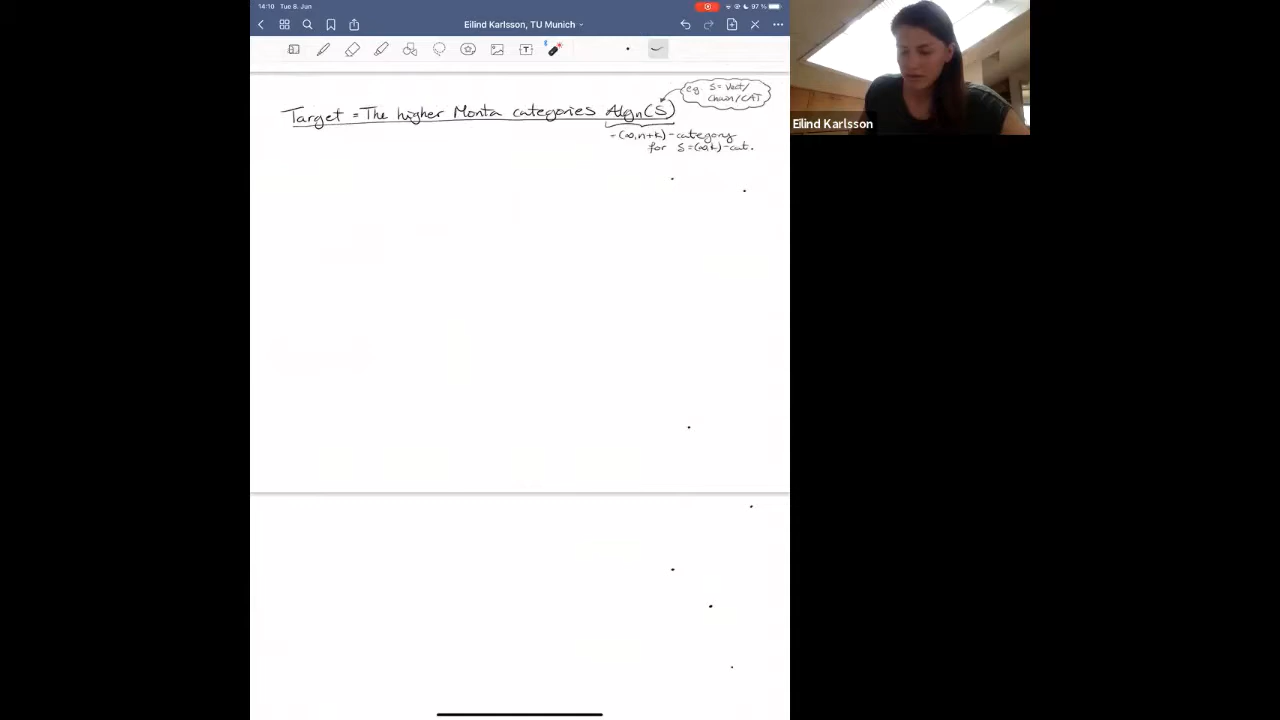 14:10 Tue 8. Jun
97 %
Eilind Karlsson, TU Munich
T
e.g. S = Vect/
Chain/CAT
Target = The higher Morita categories Algn(S)
- (∞, n+k) - category
for S = (∞,k) - cat.
Eilind Karlsson